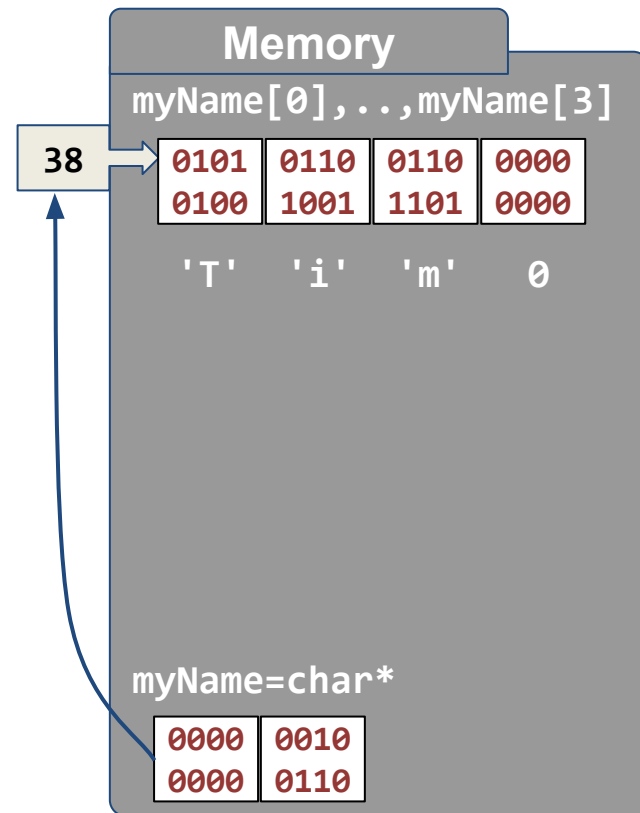 Memory
myName[0],..,myName[3]
38
0101 0110 0110 0000
0100 1001 1101 0000
'T' 'i' 'm' 0
myName=char*
0000 0010
0000 0110